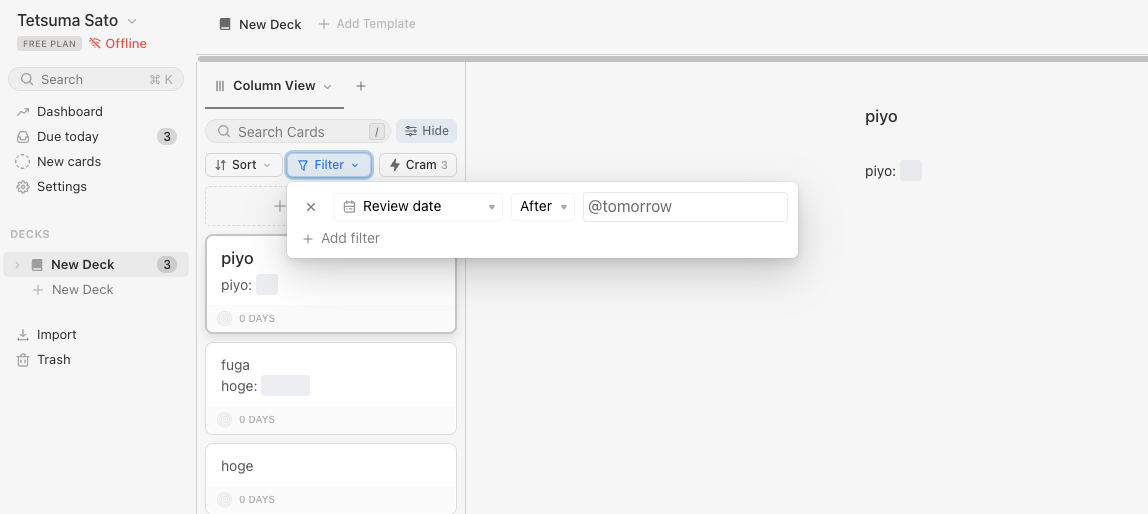 Tetsuma Sato
FREE PLAN Offline
Search ⌘ K
Dashboard
Due today 3
New cards
Settings
DECKS
New Deck 3
New Deck
Import
Trash
New Deck Add Template
Column View
Search Cards / Hide
Sort Filter Cram 3
Review date After @tomorrow
Add filter
piyo
piyo:
0 DAYS
fuga
hoge:
0 DAYS
hoge
0 DAYS
piyo
piyo: